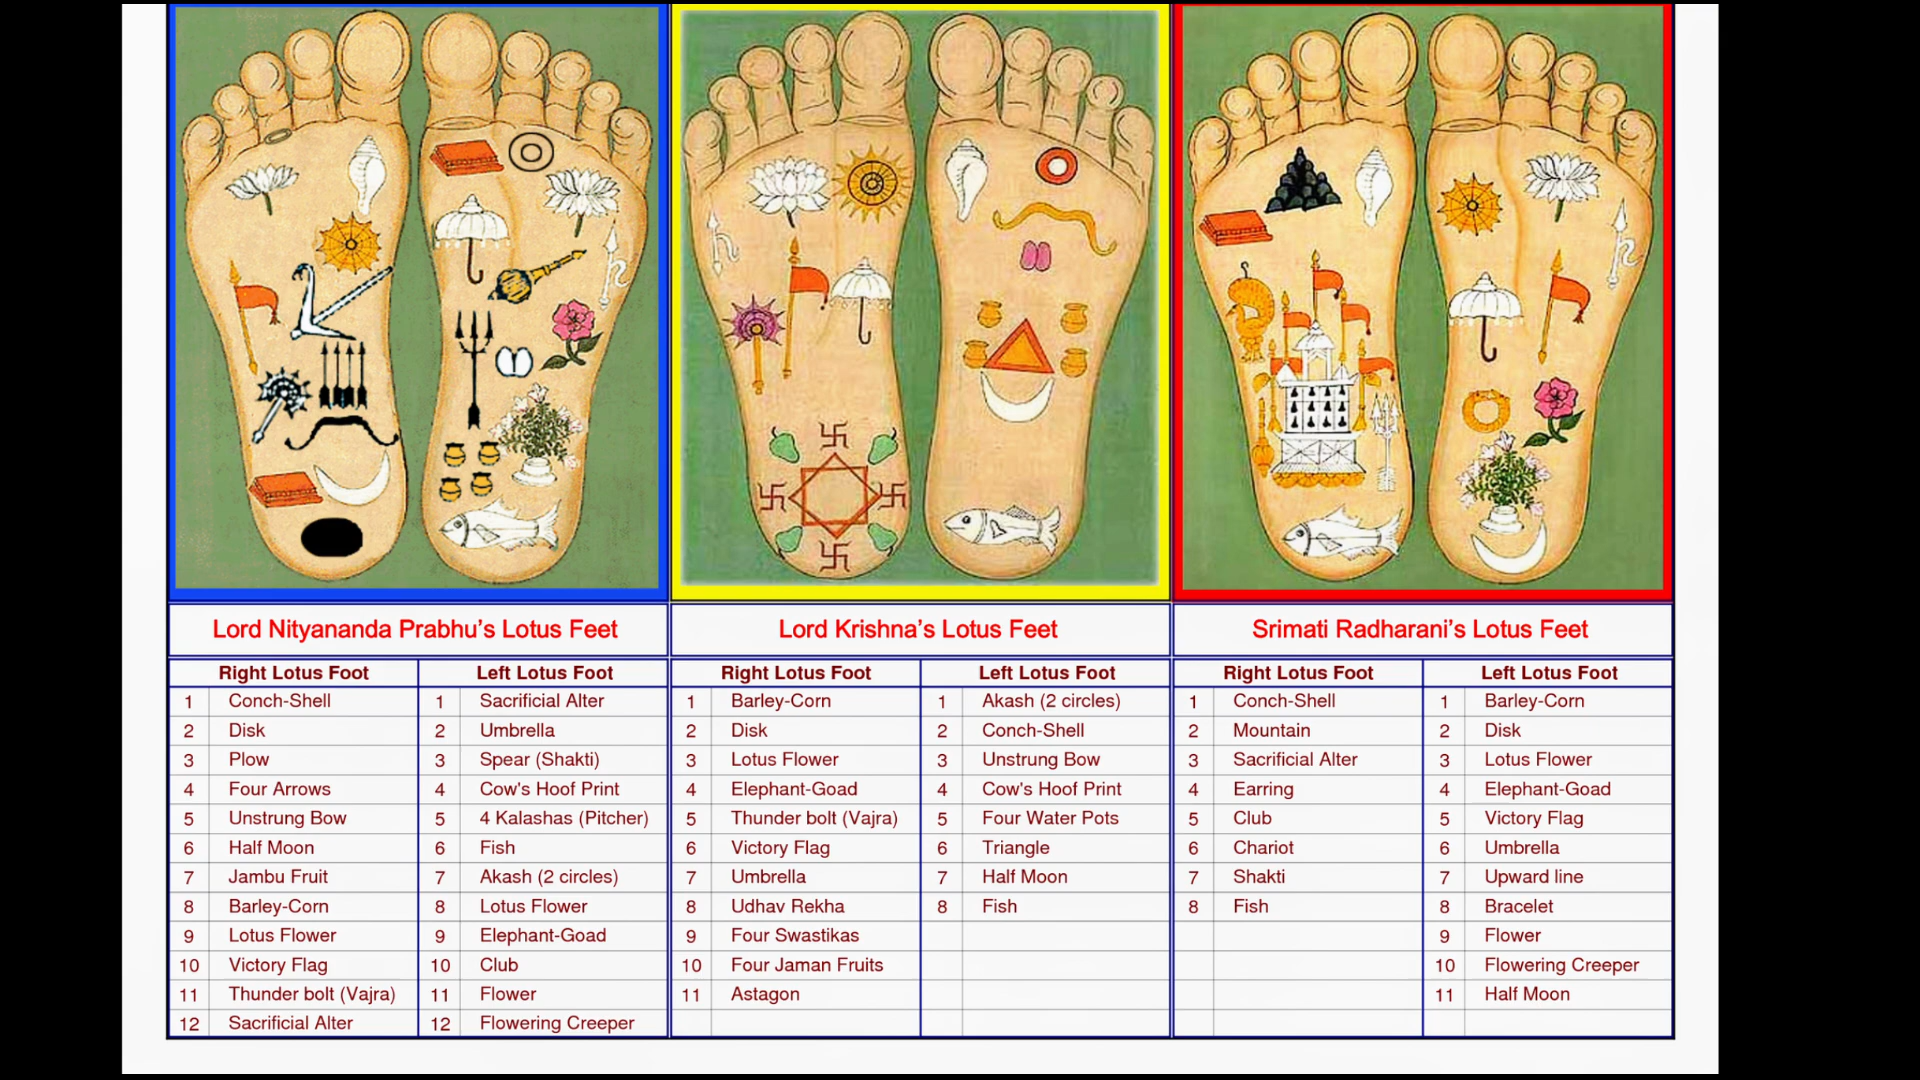 Lord Nityananda Prabhu's Lotus Feet
Right Lotus Foot
1 Conch-Shell
2 Disk
3 Plow
4 Four Arrows
5 Unstrung Bow
6 Half Moon
7 Jambu Fruit
8 Barley-Corn
9 Lotus Flower
10 Victory Flag
11 Thunder bolt (Vajra)
12 Sacrificial Alter
Left Lotus Foot
1 Sacrificial Alter
2 Umbrella
3 Spear (Shakti)
4 Cow's Hoof Print
5 4 Kalashas (Pitcher)
6 Fish
7 Akash (2 circles)
8 Lotus Flower
9 Elephant-Goad
10 Club
11 Flower
12 Flowering Creeper
Lord Krishna's Lotus Feet
Right Lotus Foot
1 Barley-Corn
2 Disk
3 Lotus Flower
4 Elephant-Goad
5 Thunder bolt (Vajra)
6 Victory Flag
7 Umbrella
8 Udhav Rekha
9 Four Swastikas
10 Four Jaman Fruits
11 Astagon
Left Lotus Foot
1 Akash (2 circles)
2 Conch-Shell
3 Unstrung Bow
4 Cow's Hoof Print
5 Four Water Pots
6 Triangle
7 Half Moon
8 Fish
Srimati Radharani's Lotus Feet
Right Lotus Foot
1 Conch-Shell
2 Mountain
3 Sacrificial Alter
4 Earring
5 Club
6 Chariot
7 Shakti
8 Fish
Left Lotus Foot
1 Barley-Corn
2 Disk
3 Lotus Flower
4 Elephant-Goad
5 Victory Flag
6 Umbrella
7 Upward line
8 Bracelet
9 Flower
10 Flowering Creeper
11 Half Moon